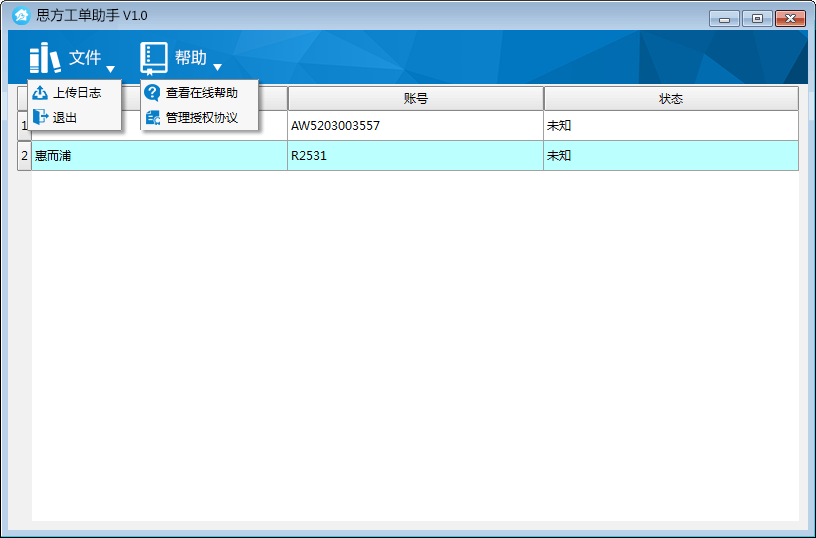 思方工单助手 V1.0
文件 帮助
上传日志 查看在线帮助
退出 管理授权协议
账号 状态
1 AW5203003557 未知
2 惠而浦 R2531 未知